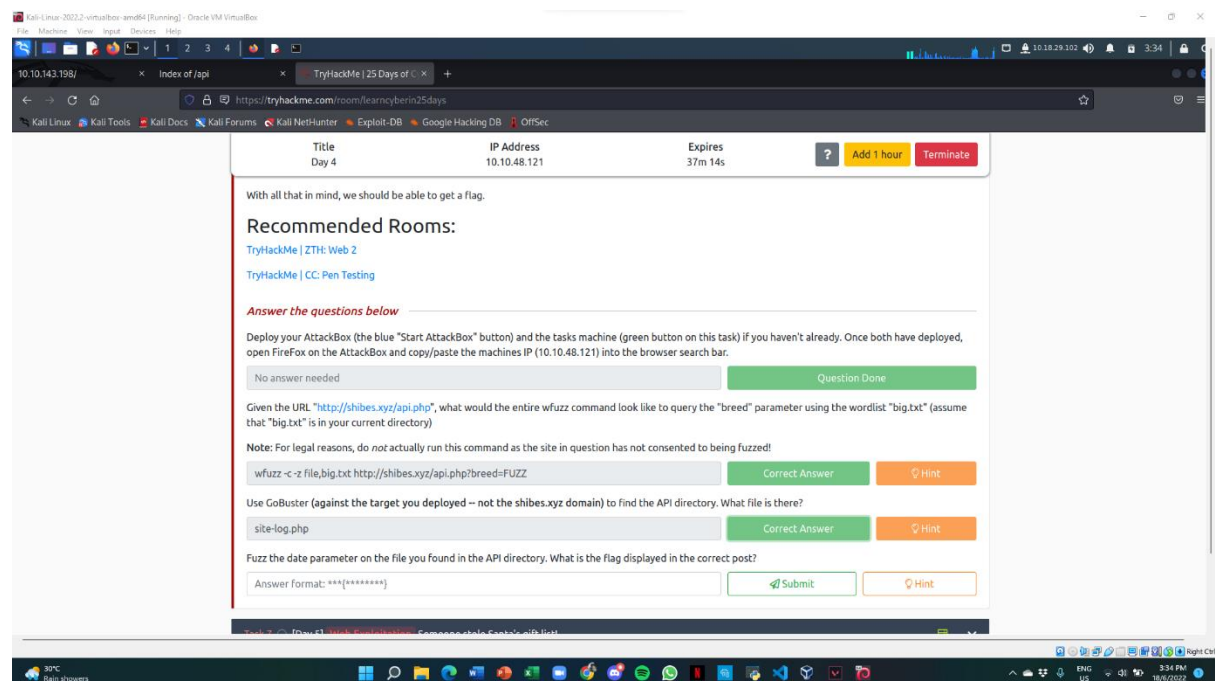 Kali-Linux-2022.2-virtualbox-amd64 [Running] - Oracle VM VirtualBox
File Machine View Input Devices Help
1 2 3 4
10.18.29.102 3:34
10.10.143.198/ × Index of /api × TryHackMe | 25 Days of C × +
https://tryhackme.com/room/learncyberin25days
Kali Linux Kali Tools Kali Docs Kali Forums Kali NetHunter Exploit-DB Google Hacking DB OffSec
Title IP Address Expires
Day 4 10.10.48.121 37m 14s ? Add 1 hour Terminate
With all that in mind, we should be able to get a flag.
Recommended Rooms:
TryHackMe | ZTH: Web 2
TryHackMe | CC: Pen Testing
Answer the questions below
Deploy your AttackBox (the blue "Start AttackBox" button) and the tasks machine (green button on this task) if you haven't already. Once both have deployed,
open FireFox on the AttackBox and copy/paste the machines IP (10.10.48.121) into the browser search bar.
No answer needed Question Done
Given the URL "http://shibes.xyz/api.php", what would the entire wfuzz command look like to query the "breed" parameter using the wordlist "big.txt" (assume
that "big.txt" is in your current directory)
Note: For legal reasons, do not actually run this command as the site in question has not consented to being fuzzed!
wfuzz -c -z file,big.txt http://shibes.xyz/api.php?breed=FUZZ Correct Answer Hint
Use GoBuster (against the target you deployed -- not the shibes.xyz domain) to find the API directory. What file is there?
site-log.php Correct Answer Hint
Fuzz the date parameter on the file you found in the API directory. What is the flag displayed in the correct post?
Answer format: ***{********} Submit Hint
[Day 5] Web Exploitation Someone stole Santa's gift list!
Right Ctrl
30°C
Rain showers
ENG
US
3:34 PM
18/6/2022